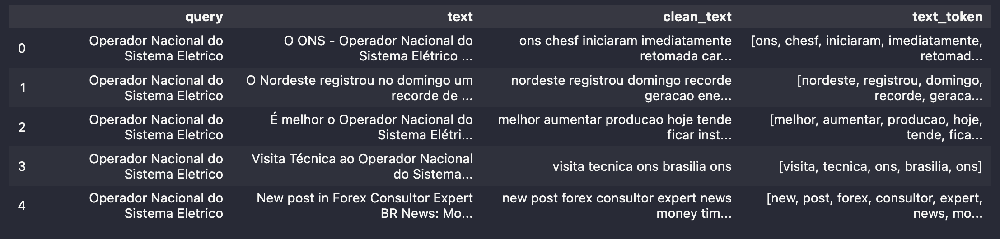 query text clean_text text_token
0 Operador Nacional do Sistema Eletrico O ONS - Operador Nacional do Sistema Elétrico ... ons chesf iniciaram imediatamente retomada car... [ons, chesf, iniciaram, imediatamente, retomad...
1 Operador Nacional do Sistema Eletrico O Nordeste registrou no domingo um recorde de ... nordeste registrou domingo recorde geracao ene... [nordeste, registrou, domingo, recorde, geraca...
2 Operador Nacional do Sistema Eletrico É melhor o Operador Nacional do Sistema Elétri... melhor aumentar producao hoje tende ficar inst... [melhor, aumentar, producao, hoje, tende, fica...
3 Operador Nacional do Sistema Eletrico Visita Técnica ao Operador Nacional do Sistema... visita tecnica ons brasilia ons [visita, tecnica, ons, brasilia, ons]
4 Operador Nacional do Sistema Eletrico New post in Forex Consultor Expert BR News: Mo... new post forex consultor expert news money tim... [new, post, forex, consultor, expert, news, mo...